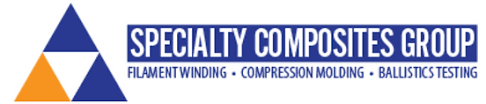 SPECIALTY COMPOSITES GROUP
FILAMENT WINDING • COMPRESSION MOLDING • BALLISTICS TESTING